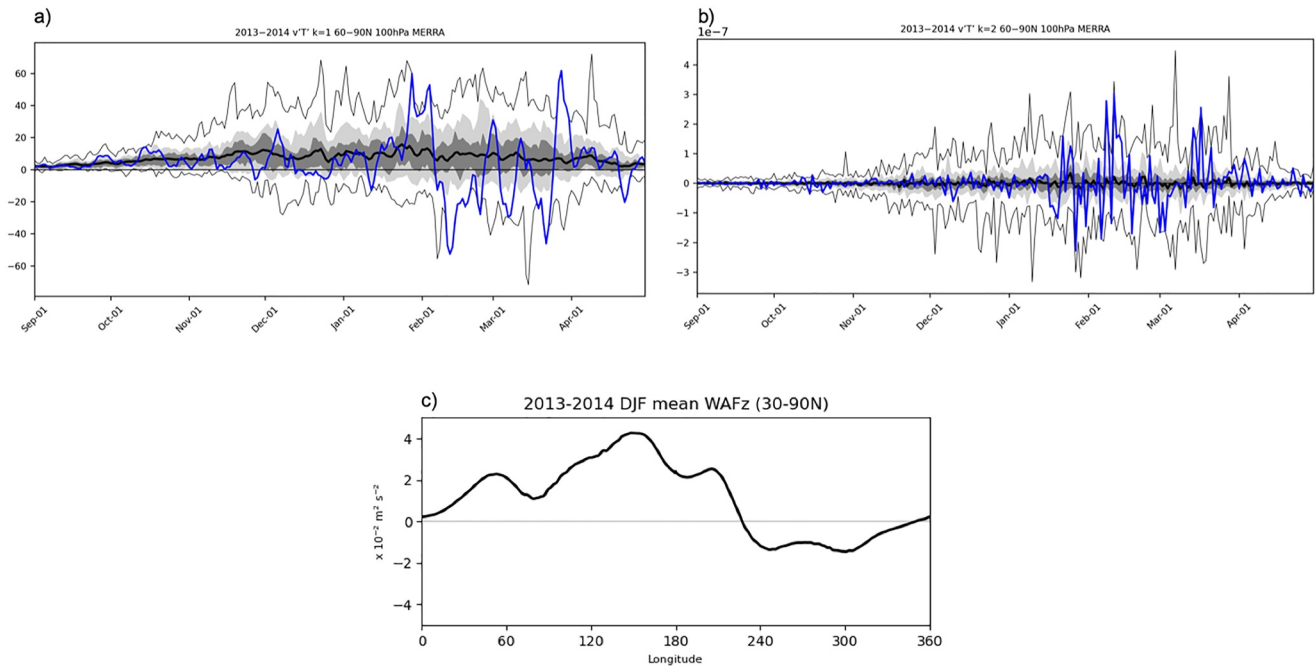 a)
2013−2014 v'T' k=1 60−90N 100hPa MERRA
60
40
20
0
−20
−40
−60
Sep-01
Oct-01
Nov-01
Dec-01
Jan-01
Feb-01
Mar-01
Apr-01
b)
1e−7
2013−2014 v'T' k=2 60−90N 100hPa MERRA
4
3
2
1
0
−1
−2
−3
Sep-01
Oct-01
Nov-01
Dec-01
Jan-01
Feb-01
Mar-01
Apr-01
c)
2013-2014 DJF mean WAFz (30-90N)
x 10⁻² m² s⁻²
4
2
0
−2
−4
0 60 120 180 240 300 360
Longitude